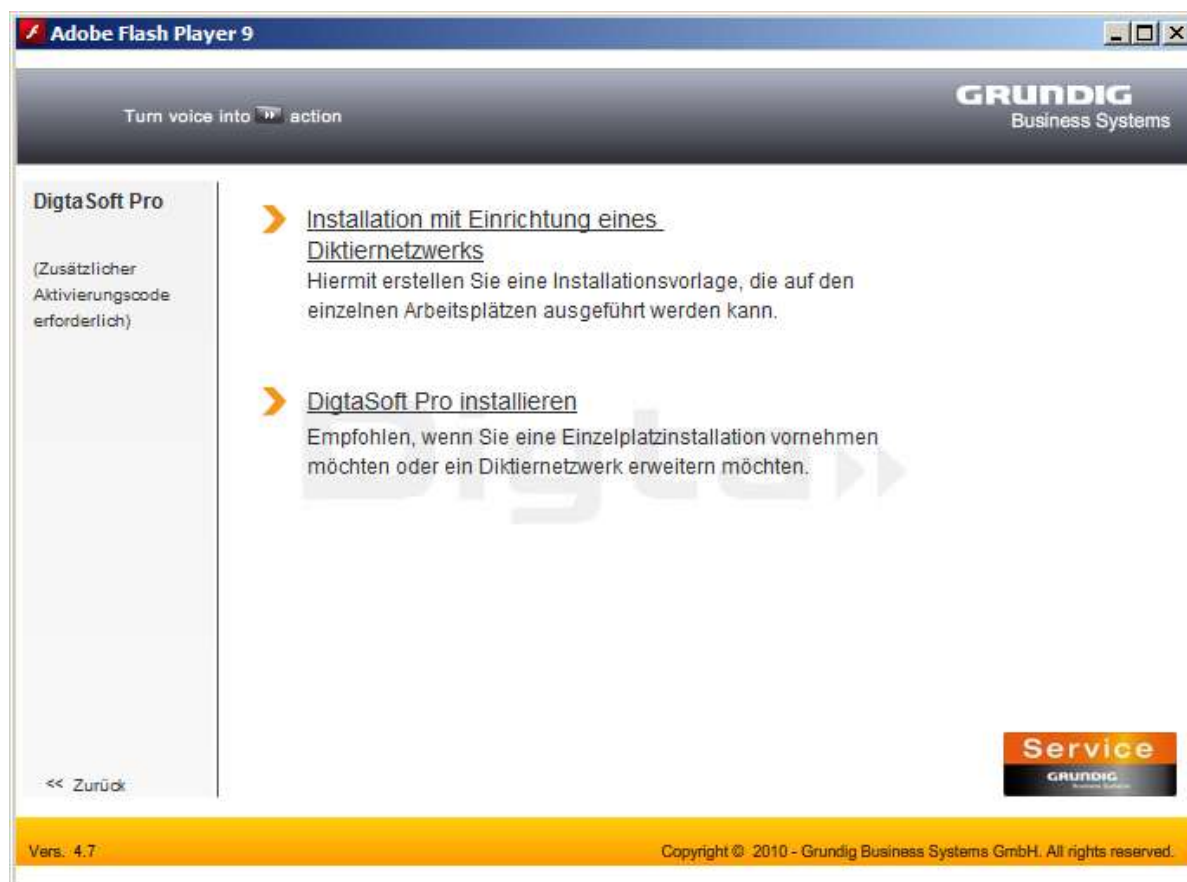 Adobe Flash Player 9
Turn voice into action
GRUNDIG
Business Systems
DigtaSoft Pro
(Zusätzlicher
Aktivierungscode
erforderlich)
Installation mit Einrichtung eines
Diktiernetzwerks
Hiermit erstellen Sie eine Installationsvorlage, die auf den
einzelnen Arbeitsplätzen ausgeführt werden kann.
DigtaSoft Pro installieren
Empfohlen, wenn Sie eine Einzelplatzinstallation vornehmen
möchten oder ein Diktiernetzwerk erweitern möchten.
Digta
<< Zurück
Service
GRUNDIG
Business Systems
Vers. 4.7
Copyright © 2010 - Grundig Business Systems GmbH. All rights reserved.